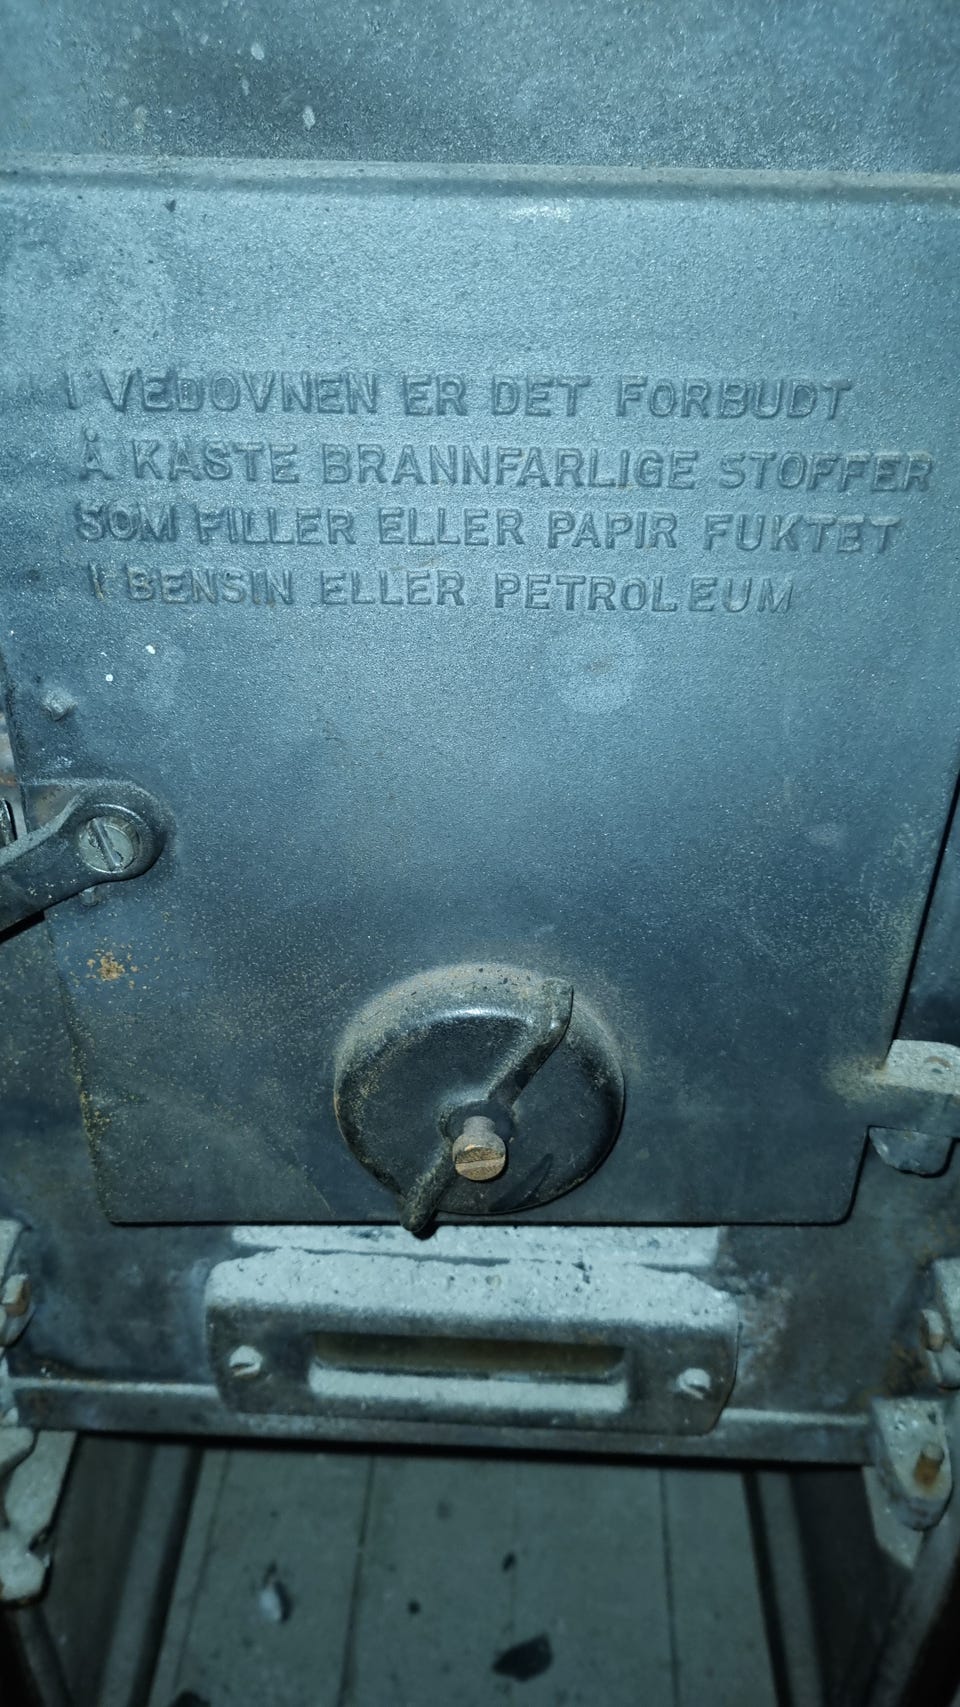 I VEDOVNEN ER DET FORBUDT
Å KASTE BRANNFARLIGE STOFFER
SOM FILLER ELLER PAPIR FUKTET
I BENSIN ELLER PETROLEUM